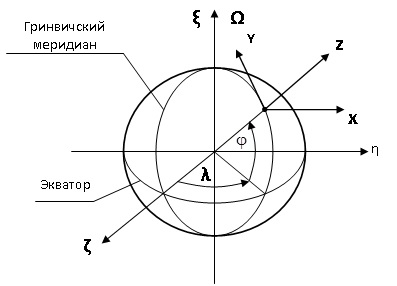 ξ Ω
Гринвичский
меридиан
Y
Z
X
φ
η
Экватор
λ
ζ